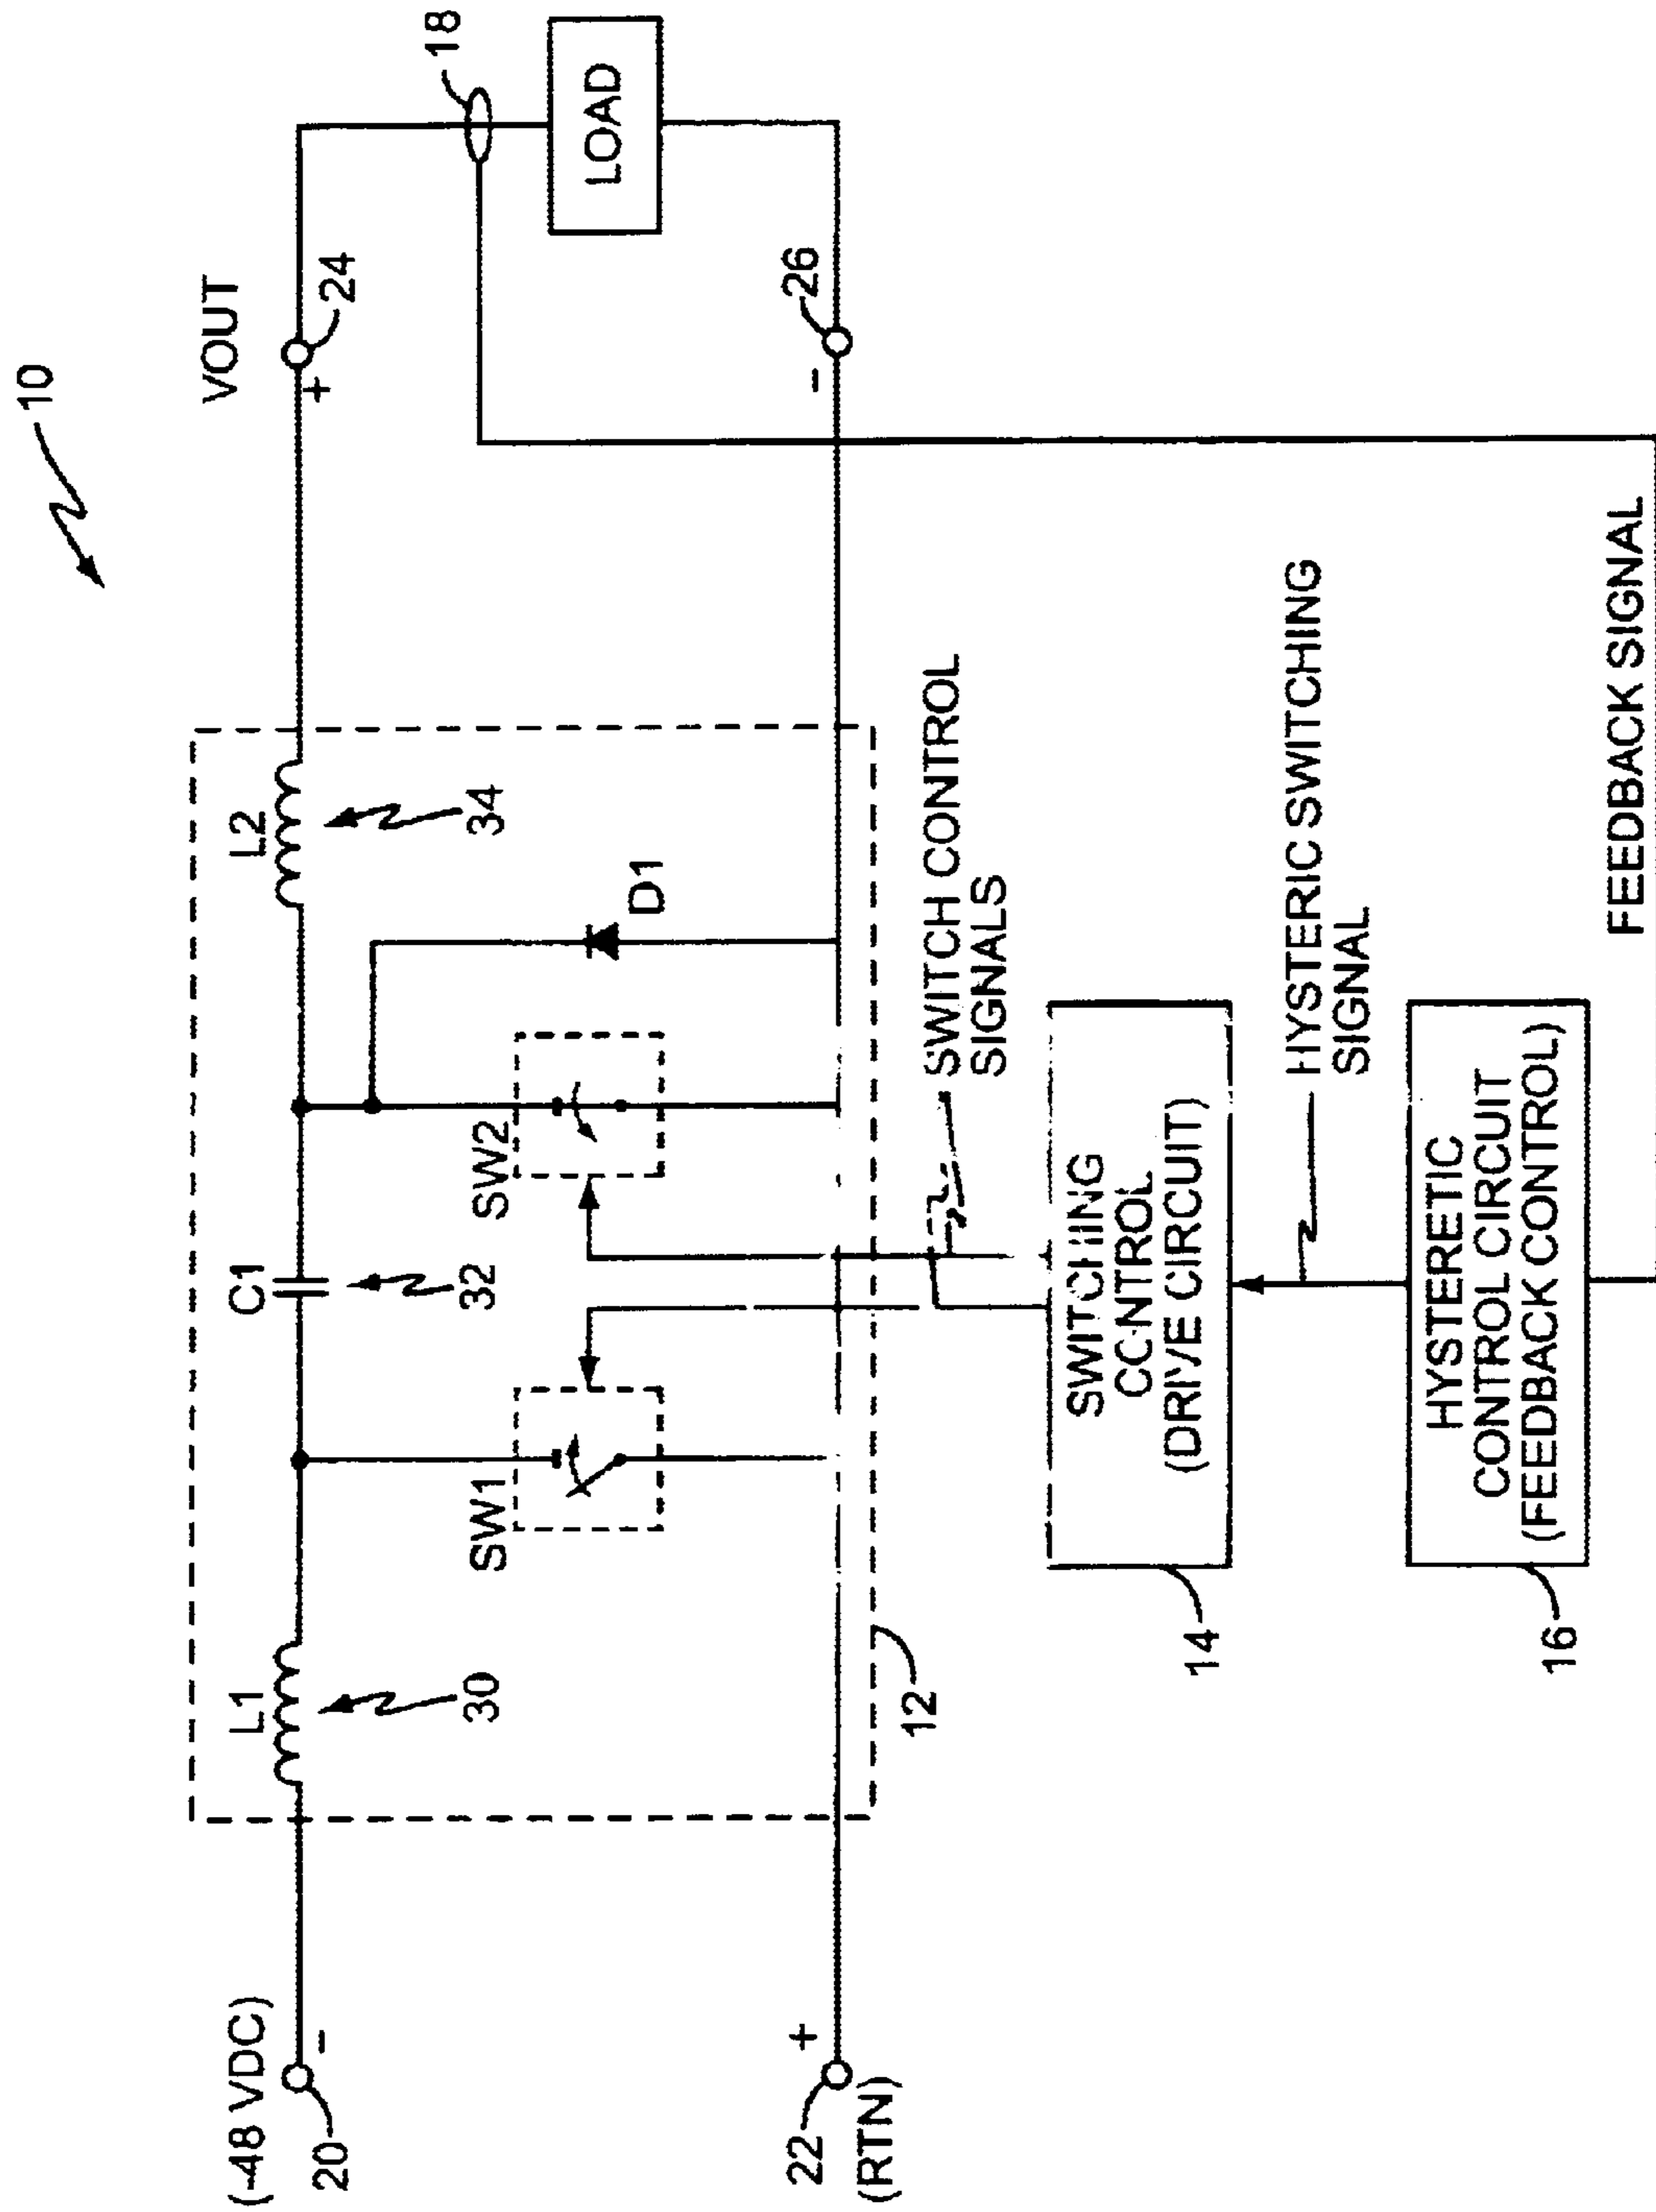 10
VOUT
(-48 VDC)
L1
C1
L2
-
+
20
24
18
30
32
34
SW1
SW2
D1
LOAD
+
-
22
26
(RTN)
12
SWITCH CONTROL
SIGNALS
SWITCHING
CONTROL
(DRIVE CIRCUIT)
14
HYSTERIC SWITCHING
SIGNAL
HYSTERETIC
CONTROL CIRCUIT
(FEEDBACK CONTROL)
16
FEEDBACK SIGNAL